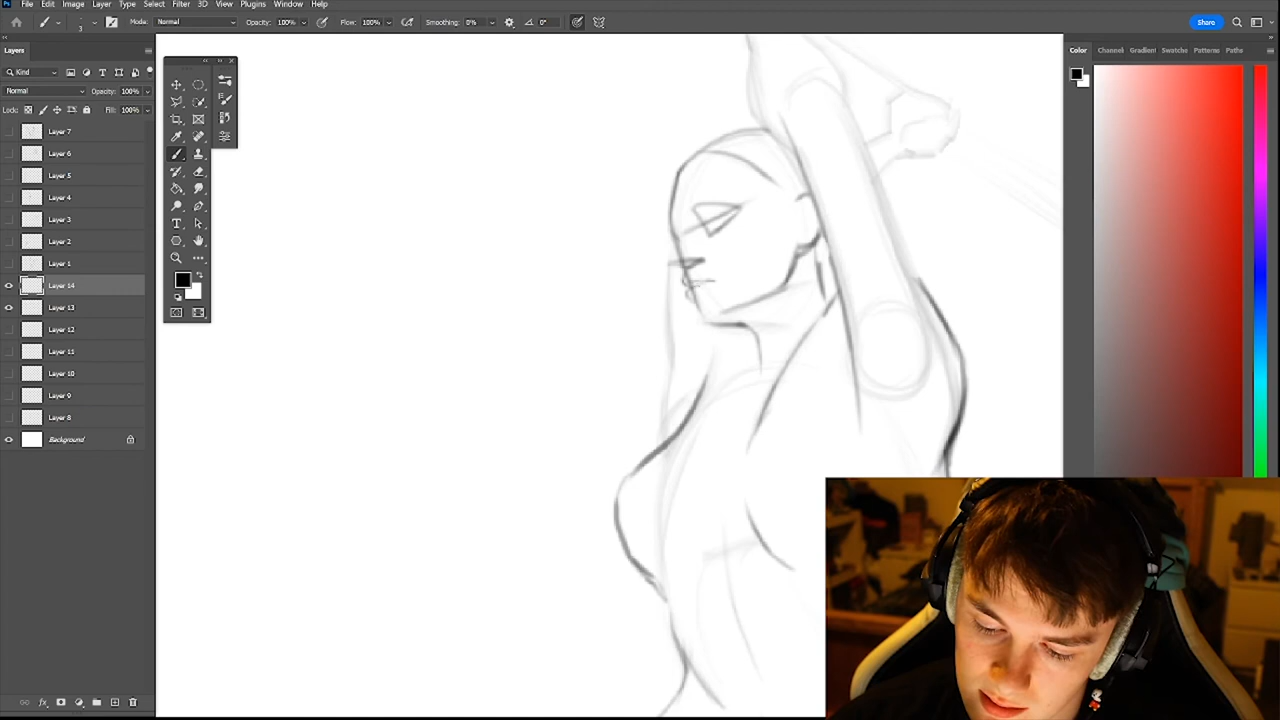 File Edit Image Layer Type Select Filter 3D View Plugins Window Help
3 Mode: Normal Opacity: 100% Flow: 100% Smoothing: 0% 0° Share
Layers
Kind
Normal Opacity: 100%
Lock: Fill: 100%
Layer 7
Layer 6
Layer 5
Layer 4
Layer 3
Layer 2
Layer 1
Layer 14
Layer 13
Layer 12
Layer 11
Layer 10
Layer 9
Layer 8
Background
Color Channels Gradient Swatche Patterns Paths